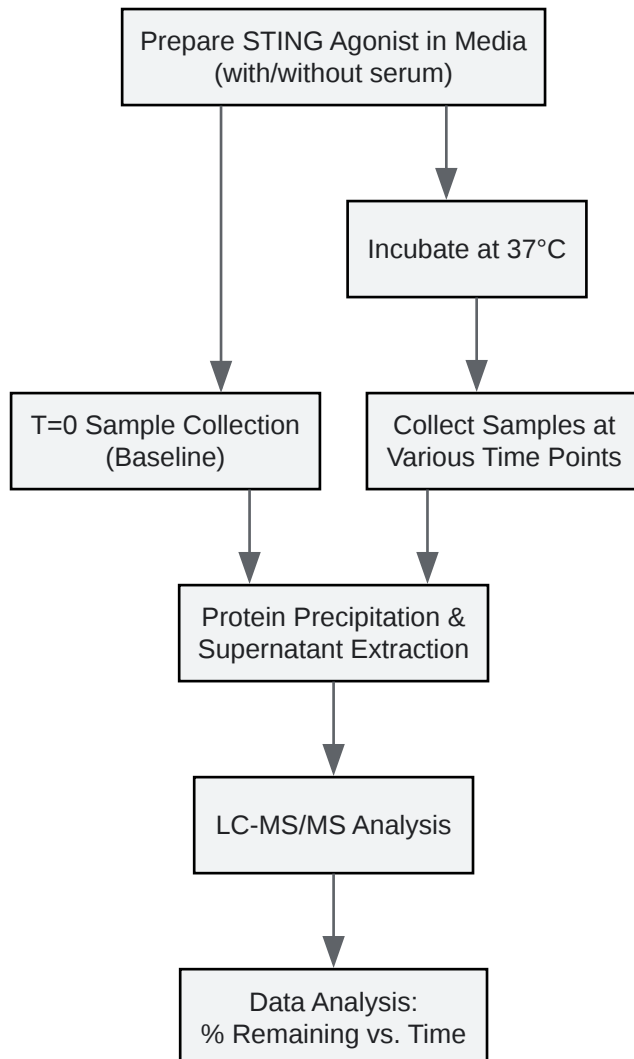 Prepare STING Agonist in Media
(with/without serum)
Incubate at 37°C
T=0 Sample Collection
(Baseline)
Collect Samples at
Various Time Points
Protein Precipitation &
Supernatant Extraction
LC-MS/MS Analysis
Data Analysis:
% Remaining vs. Time